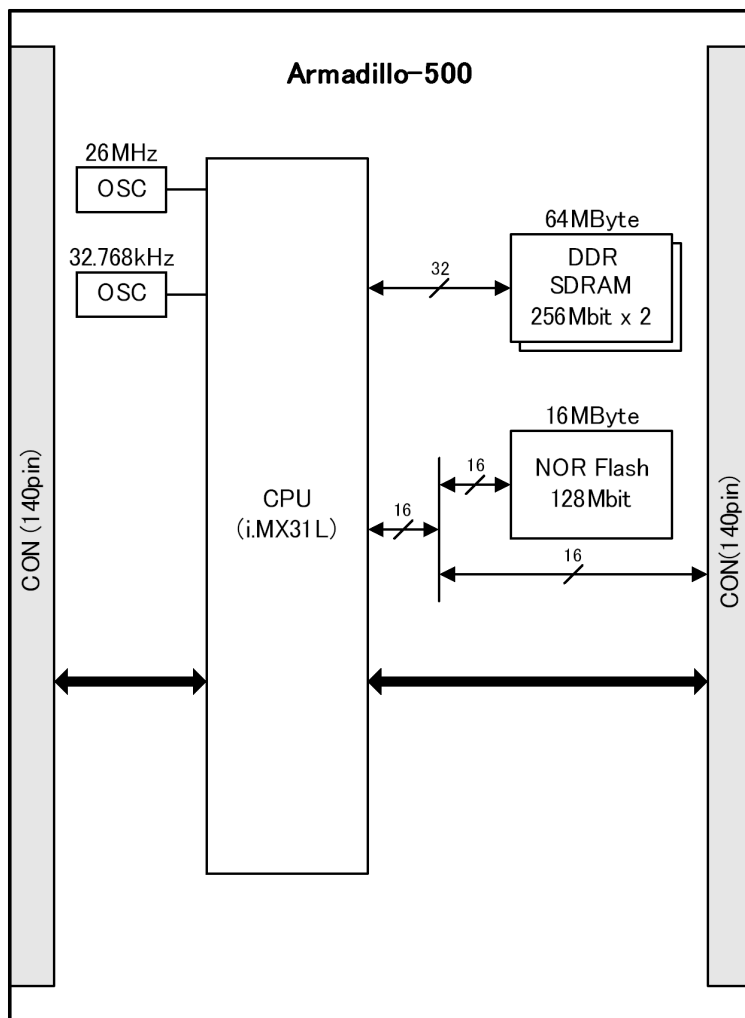 Armadillo-500
26MHz
OSC
32.768kHz
OSC
64MByte
DDR
SDRAM
256Mbit x 2
32
16MByte
NOR Flash
128Mbit
16
16
16
CPU
(i.MX31L)
CON (140pin)
CON(140pin)